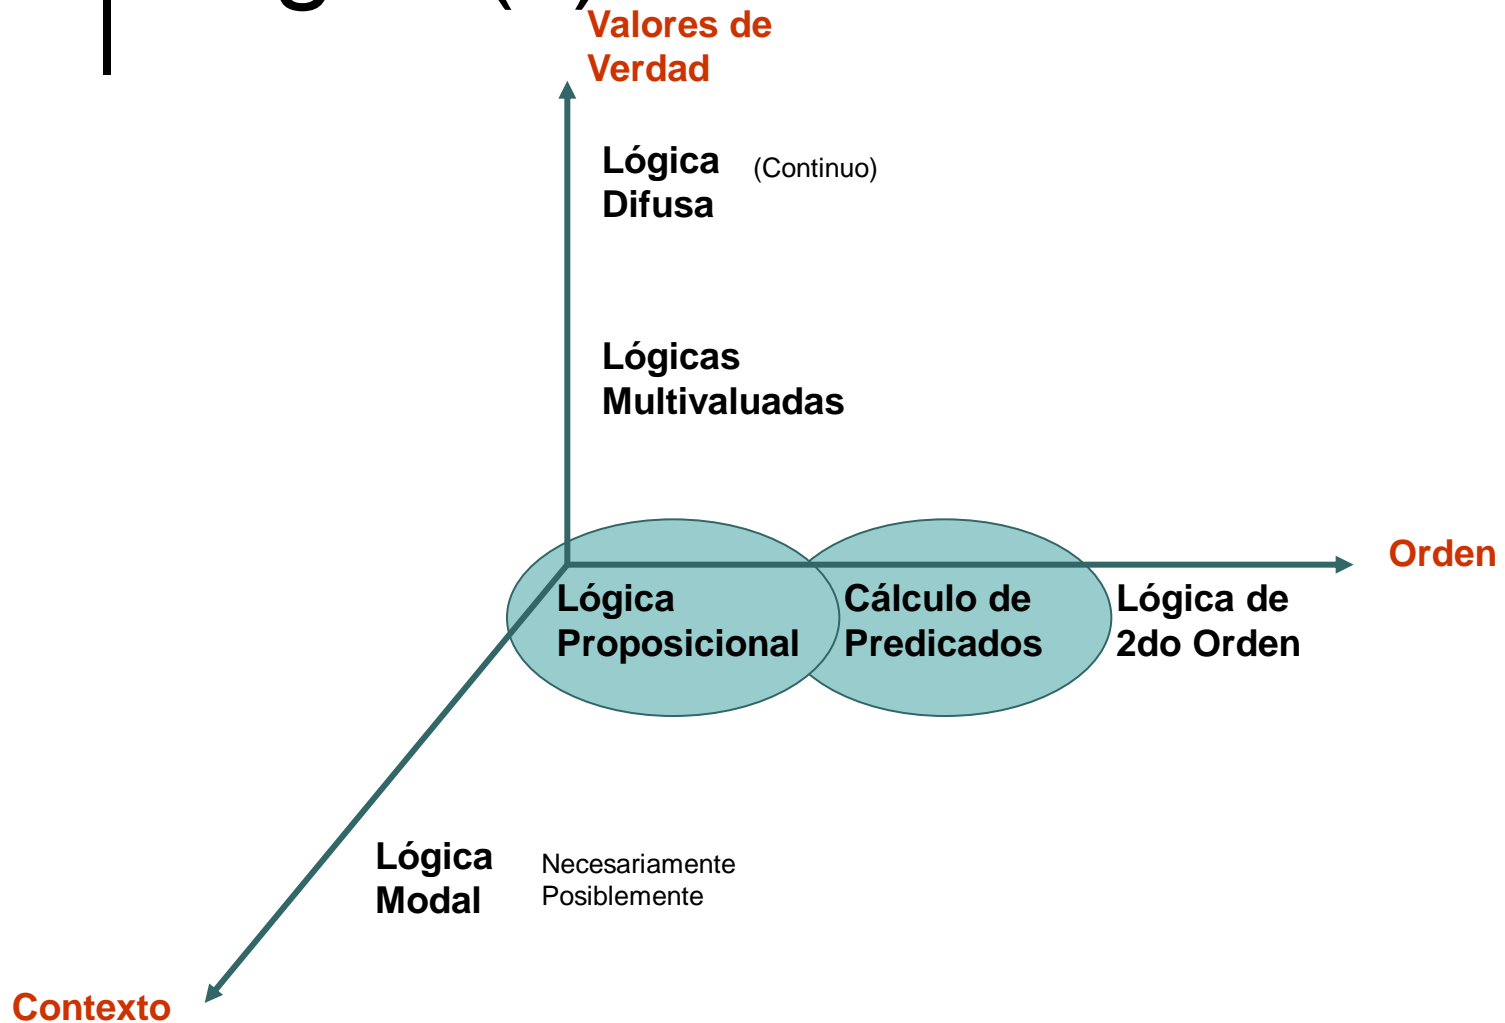 Valores de
Verdad
Lógica (Continuo)
Difusa
Lógicas
Multivaluadas
Orden
Lógica Cálculo de Lógica de
Proposicional Predicados 2do Orden
Lógica Necesariamente
Modal Posiblemente
Contexto